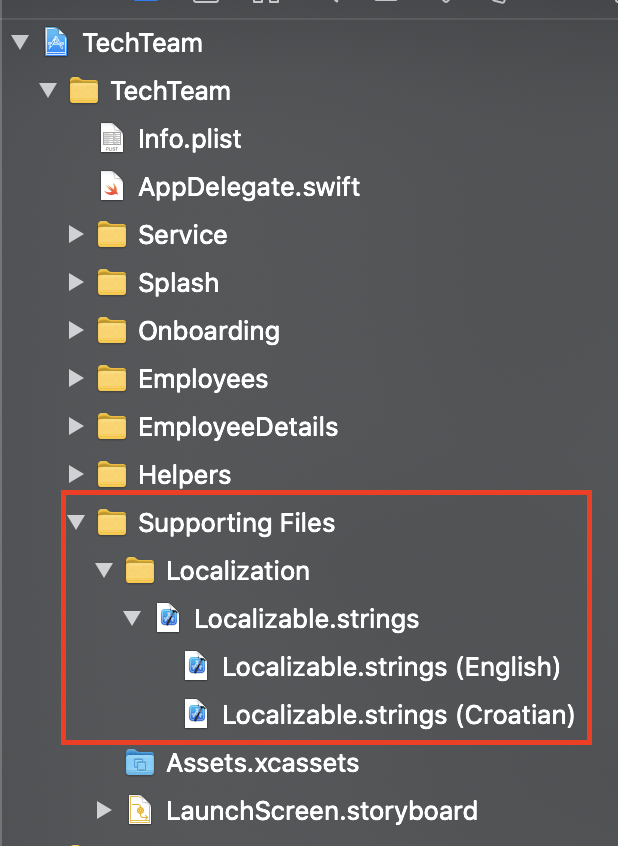 TechTeam
TechTeam
Info.plist
AppDelegate.swift
Service
Splash
Onboarding
Employees
EmployeeDetails
Helpers
Supporting Files
Localization
Localizable.strings
Localizable.strings (English)
Localizable.strings (Croatian)
Assets.xcassets
LaunchScreen.storyboard